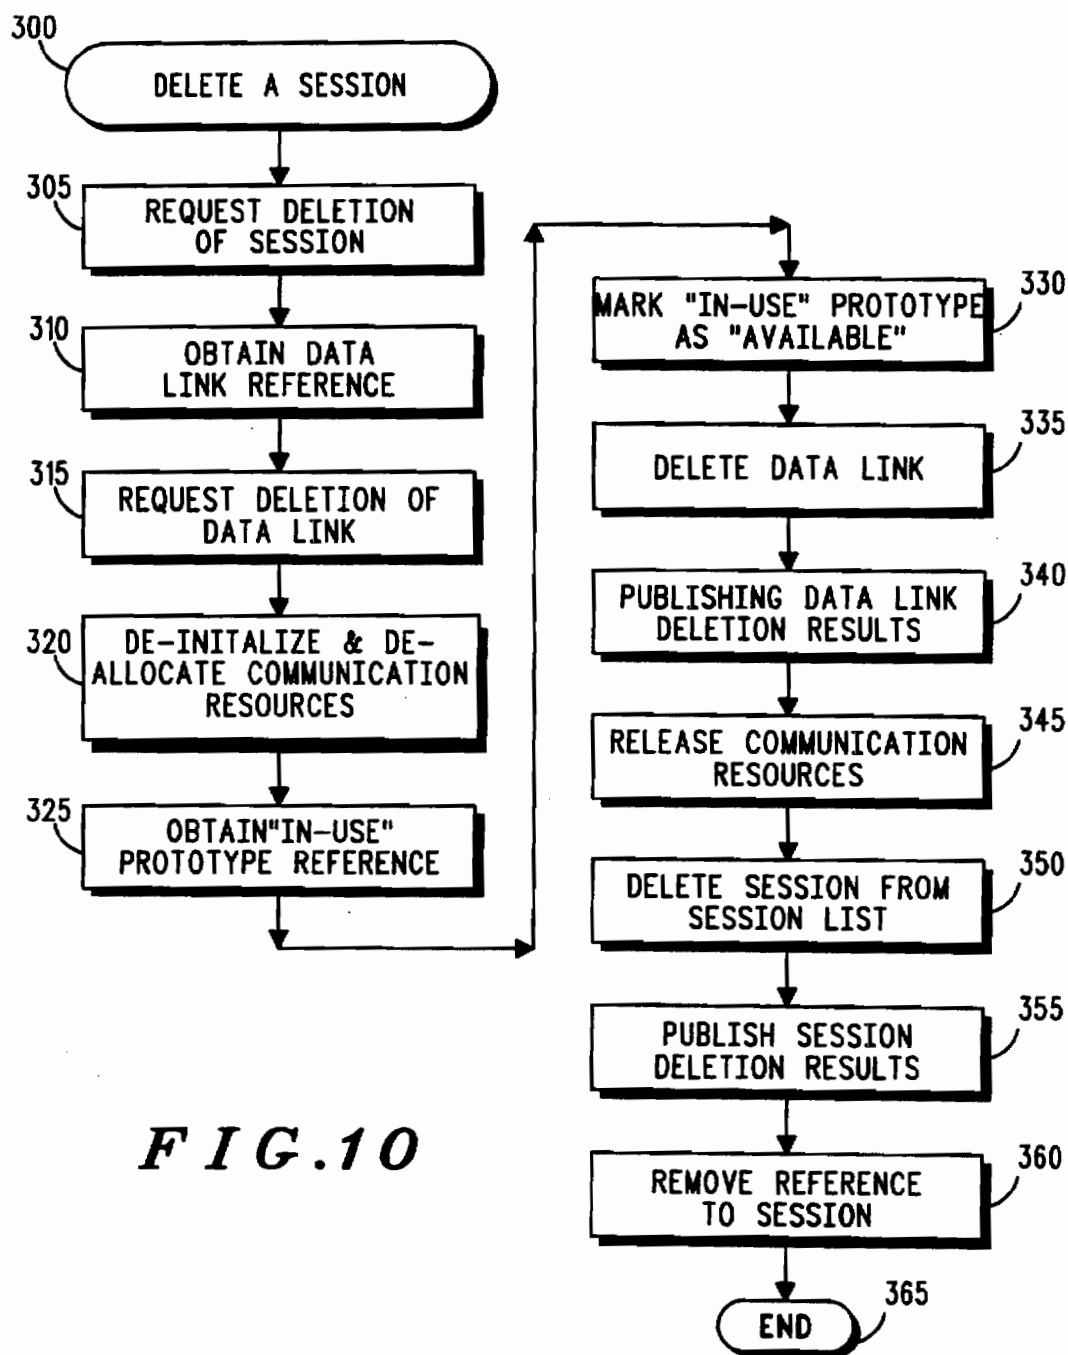 300
DELETE A SESSION
305
REQUEST DELETION
OF SESSION
310
OBTAIN DATA
LINK REFERENCE
315
REQUEST DELETION OF
DATA LINK
320
DE-INITALIZE & DE-
ALLOCATE COMMUNICATION
RESOURCES
325
OBTAIN"IN-USE"
PROTOTYPE REFERENCE
330
MARK "IN-USE" PROTOTYPE
AS "AVAILABLE"
335
DELETE DATA LINK
340
PUBLISHING DATA LINK
DELETION RESULTS
345
RELEASE COMMUNICATION
RESOURCES
350
DELETE SESSION FROM
SESSION LIST
355
PUBLISH SESSION
DELETION RESULTS
360
REMOVE REFERENCE
TO SESSION
365
END
FIG.10